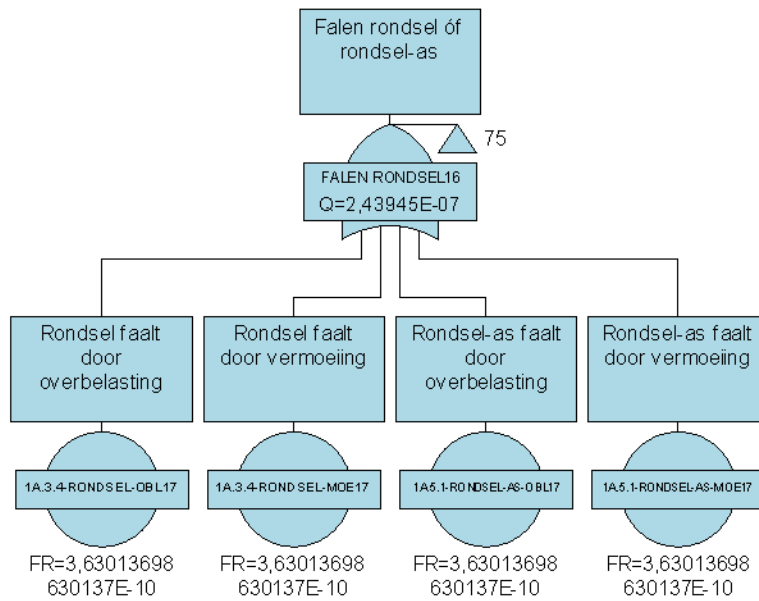 Falen rondsel óf
rondsel-as
75
FALEN RONDSEL16
Q=2,43945E-07
Rondsel faalt
door
overbelasting
Rondsel faalt
door vermoeiing
Rondsel-as faalt
door
overbelasting
Rondsel-as faalt
door vermoeiing
1A.3.4-RONDSEL-OBL17
1A.3.4-RONDSEL-MOE17
1A5.1-RONDSEL-AS-OBL17
1A5.1-RONDSEL-AS-MOE17
FR=3,63013698
630137E-10
FR=3,63013698
630137E-10
FR=3,63013698
630137E-10
FR=3,63013698
630137E-10